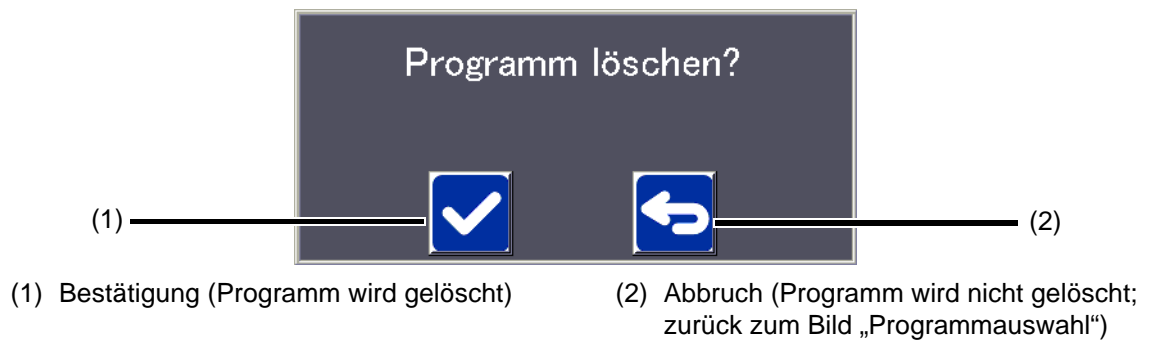 Programm löschen?
(1)
(2)
(1) Bestätigung (Programm wird gelöscht)
(2) Abbruch (Programm wird nicht gelöscht;
zurück zum Bild „Programmauswahl“)